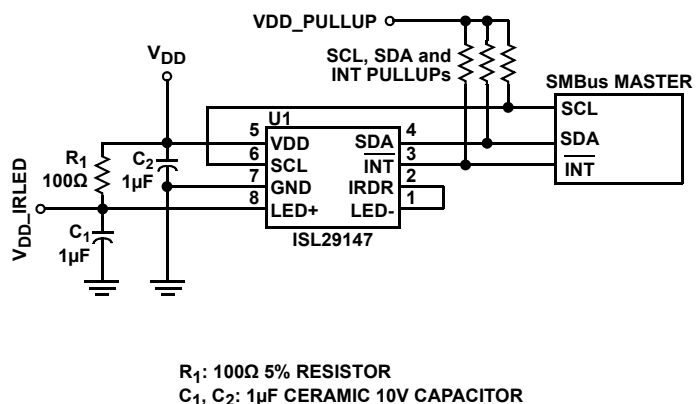 VDD_PULLUP
VDD
SCL, SDA and
INT PULLUPs
SMBus MASTER
SCL
SDA
INT
U1
5 VDD SDA 4
6 SCL INT 3
7 GND IRDR 2
8 LED+ LED- 1
ISL29147
R1
100Ω
C2
1µF
VDD_IRLED
C1
1µF
R1: 100Ω 5% RESISTOR
C1, C2: 1µF CERAMIC 10V CAPACITOR